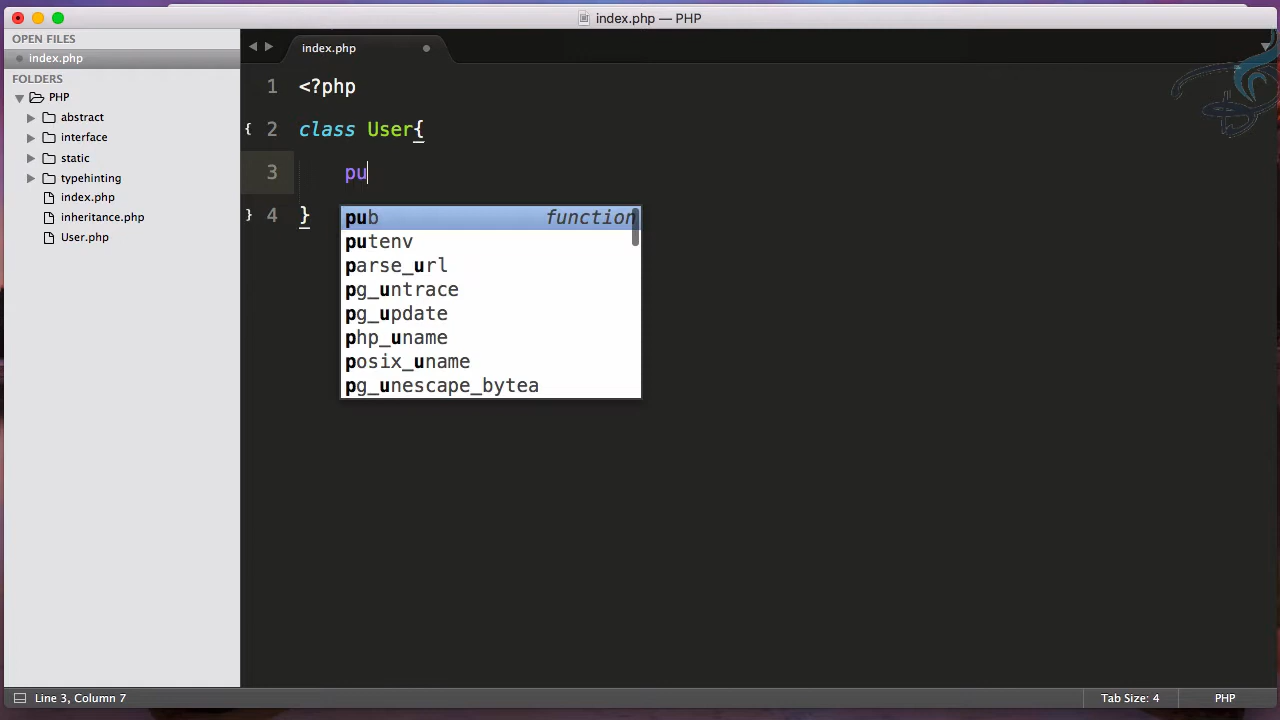 index.php — PHP
OPEN FILES
index.php
FOLDERS
PHP
abstract
interface
static
typehinting
index.php
inheritance.php
User.php
index.php
1 <?php
{ 2 class User{
3 pu
} 4 }
pub function
putenv
parse_url
pg_untrace
pg_update
php_uname
posix_uname
pg_unescape_bytea
Line 3, Column 7
Tab Size: 4
PHP